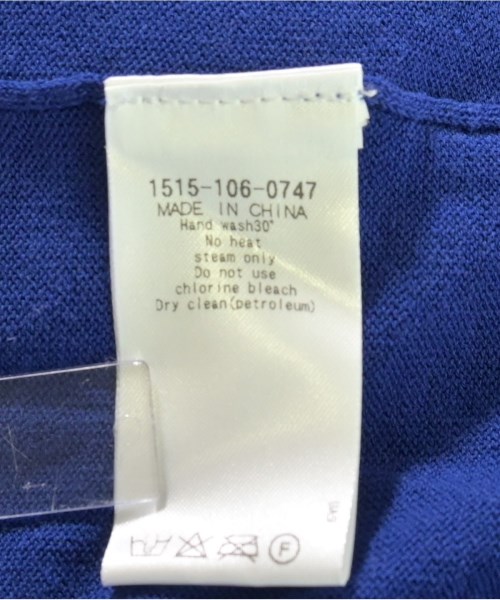 1515-106-0747
MADE IN CHINA
Hand wash30°
No heat
steam only
Do not use
chlorine bleach
Dry clean(petroleum)
F